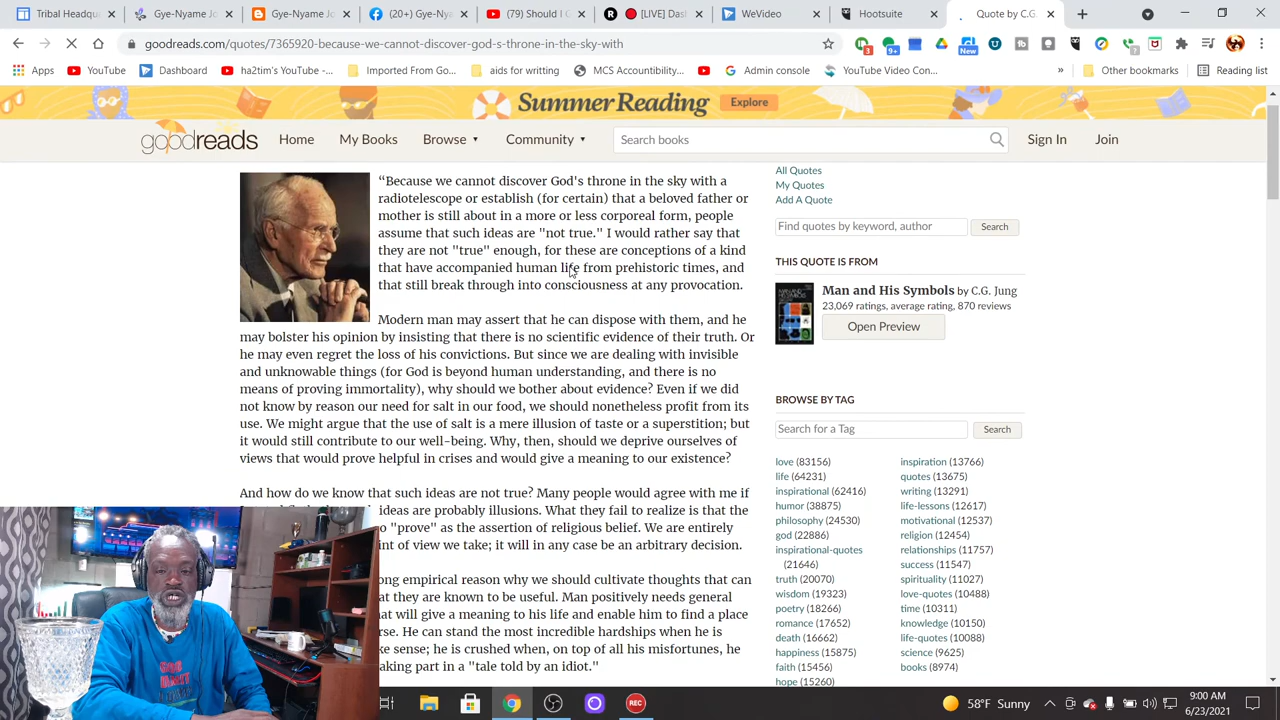 Tribal Headqu
Gye-Nyame Jo
Gye-Nyame Jo
(20+) Gye-Nya
(79) Should I G
[LIVE] Das
WeVideo
Hootsuite
Quote by C.G.
goodreads.com/quotes/7365920-because-we-cannot-discover-god-s-throne-in-the-sky-with
Apps
YouTube
Dashboard
ha2tim's YouTube -...
Imported From Go...
aids for writting
MCS Accountibility...
Admin console
YouTube Video Con...
»
Other bookmarks
Reading list
Summer Reading
Explore
goodreads
Home
My Books
Browse
Community
Search books
Sign In
Join
“Because we cannot discover God's throne in the sky with a
radiotelescope or establish (for certain) that a beloved father or
mother is still about in a more or less corporeal form, people
assume that such ideas are "not true." I would rather say that
they are not "true" enough, for these are conceptions of a kind
that have accompanied human life from prehistoric times, and
that still break through into consciousness at any provocation.
Modern man may assert that he can dispose with them, and he
may bolster his opinion by insisting that there is no scientific evidence of their truth. Or
he may even regret the loss of his convictions. But since we are dealing with invisible
and unknowable things (for God is beyond human understanding, and there is no
means of proving immortality), why should we bother about evidence? Even if we did
not know by reason our need for salt in our food, we should nonetheless profit from its
use. We might argue that the use of salt is a mere illusion of taste or a superstition; but
it would still contribute to our well-being. Why, then, should we deprive ourselves of
views that would prove helpful in crises and would give a meaning to our existence?
And how do we know that such ideas are not true? Many people would agree with me if
ideas are probably illusions. What they fail to realize is that the
o "prove" as the assertion of religious belief. We are entirely
int of view we take; it will in any case be an arbitrary decision.
ong empirical reason why we should cultivate thoughts that can
at they are known to be useful. Man positively needs general
hat will give a meaning to his life and enable him to find a place
rse. He can stand the most incredible hardships when he is
ke sense; he is crushed when, on top of all his misfortunes, he
aking part in a "tale told by an idiot."
All Quotes
My Quotes
Add A Quote
Find quotes by keyword, author
Search
THIS QUOTE IS FROM
Man and His Symbols by C.G. Jung
23,069 ratings, average rating, 870 reviews
Open Preview
BROWSE BY TAG
Search for a Tag
Search
love (83156)
life (64231)
inspirational (62416)
humor (38875)
philosophy (24530)
god (22886)
inspirational-quotes
(21646)
truth (20070)
wisdom (19323)
poetry (18266)
romance (17652)
death (16662)
happiness (15875)
faith (15456)
hope (15260)
inspiration (13766)
quotes (13675)
writing (13291)
life-lessons (12617)
motivational (12537)
religion (12454)
relationships (11757)
success (11547)
spirituality (11027)
love-quotes (10488)
time (10311)
knowledge (10150)
life-quotes (10088)
science (9625)
books (8974)
REC
58°F Sunny
9:00 AM
6/23/2021